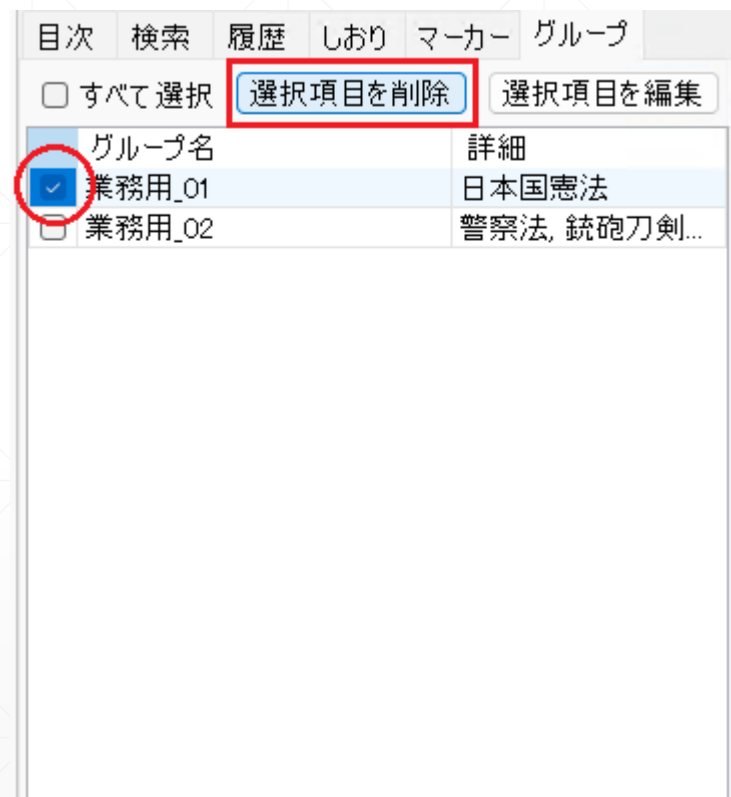 目次 検索 履歴 しおり マーカー グループ
すべて選択 選択項目を削除 選択項目を編集
グループ名 詳細
業務用_01 日本国憲法
業務用_02 警察法, 銃砲刀剣...